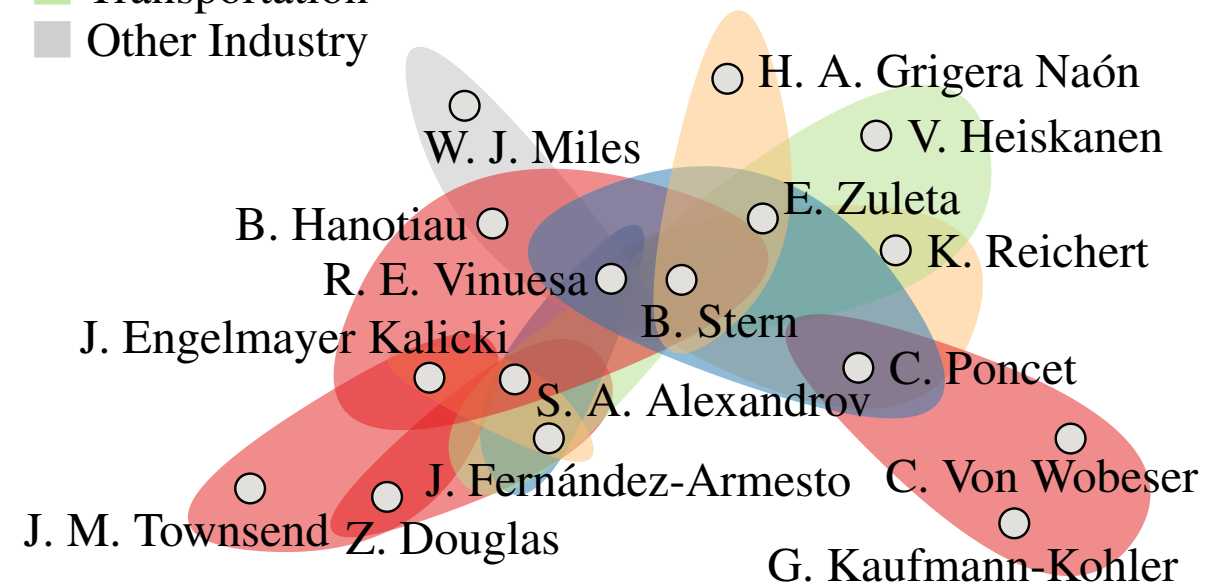 Transportation
Other Industry
H. A. Grigera Naón
V. Heiskanen
W. J. Miles
E. Zuleta
B. Hanotiau
K. Reichert
R. E. Vinuesa
B. Stern
J. Engelmayer Kalicki
C. Poncet
S. A. Alexandrov
J. Fernández-Armesto
C. Von Wobeser
J. M. Townsend
Z. Douglas
G. Kaufmann-Kohler